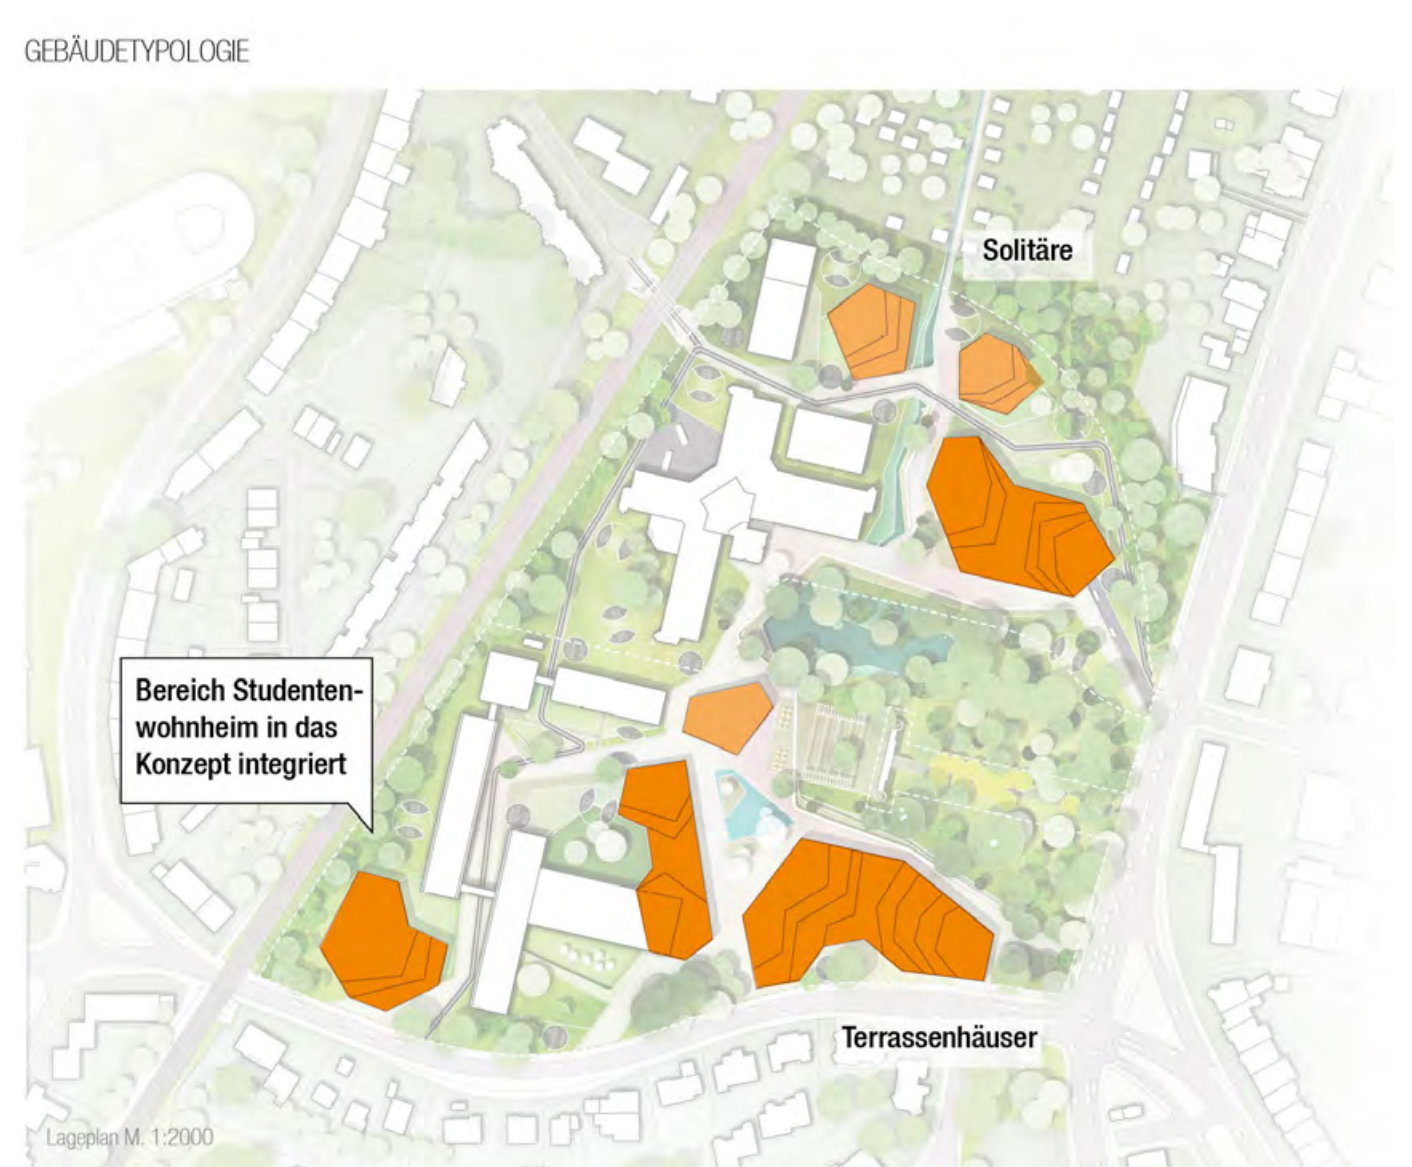 GEBÄUDETYPOLOGIE
Solitäre
Bereich Studenten-
wohnheim in das
Konzept integriert
Terrassenhäuser
Lageplan M. 1:2000